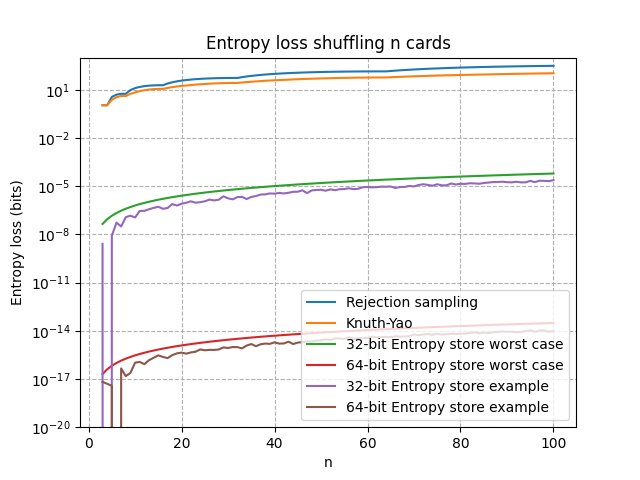 Entropy loss shuffling n cards
Entropy loss (bits)
10^1
10^−2
10^−5
10^−8
10^−11
10^−14
10^−17
10^−20
Rejection sampling
Knuth-Yao
32-bit Entropy store worst case
64-bit Entropy store worst case
32-bit Entropy store example
64-bit Entropy store example
0 20 40 60 80 100
n